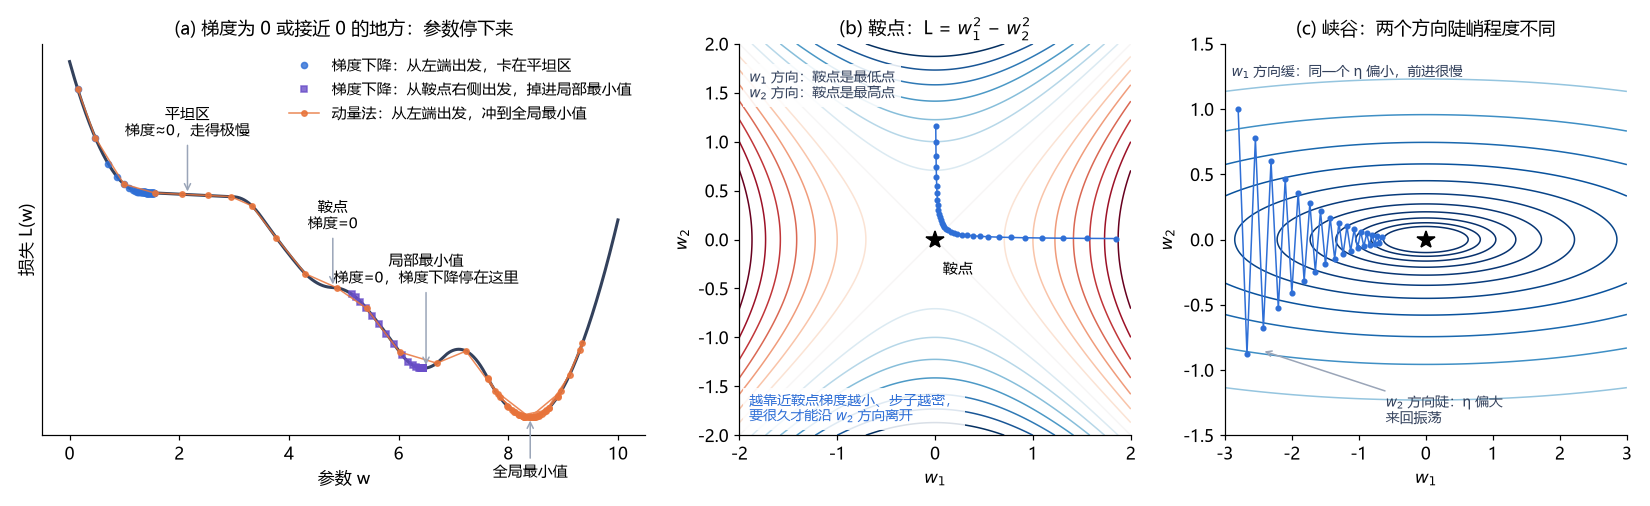 (a) 梯度为 0 或接近 0 的地方：参数停下来
梯度下降：从左端出发，卡在平坦区
梯度下降：从鞍点右侧出发，掉进局部最小值
动量法：从左端出发，冲到全局最小值
平坦区
梯度≈0，走得极慢
鞍点
梯度=0
局部最小值
梯度=0，梯度下降停在这里
全局最小值
损失 L(w)
0 2 4 6 8 10
参数 w
(b) 鞍点：L = w₁² − w₂²
w₁ 方向：鞍点是最低点
w₂ 方向：鞍点是最高点
鞍点
越靠近鞍点梯度越小、步子越密，
要很久才能沿 w₂ 方向离开
2.0
1.5
1.0
0.5
0.0
-0.5
-1.0
-1.5
-2.0
w₂
-2 -1 0 1 2
w₁
(c) 峡谷：两个方向陡峭程度不同
w₁ 方向缓：同一个 η 偏小，前进很慢
w₂ 方向陡：η 偏大
来回振荡
1.5
1.0
0.5
0.0
-0.5
-1.0
-1.5
w₂
-3 -2 -1 0 1 2 3
w₁